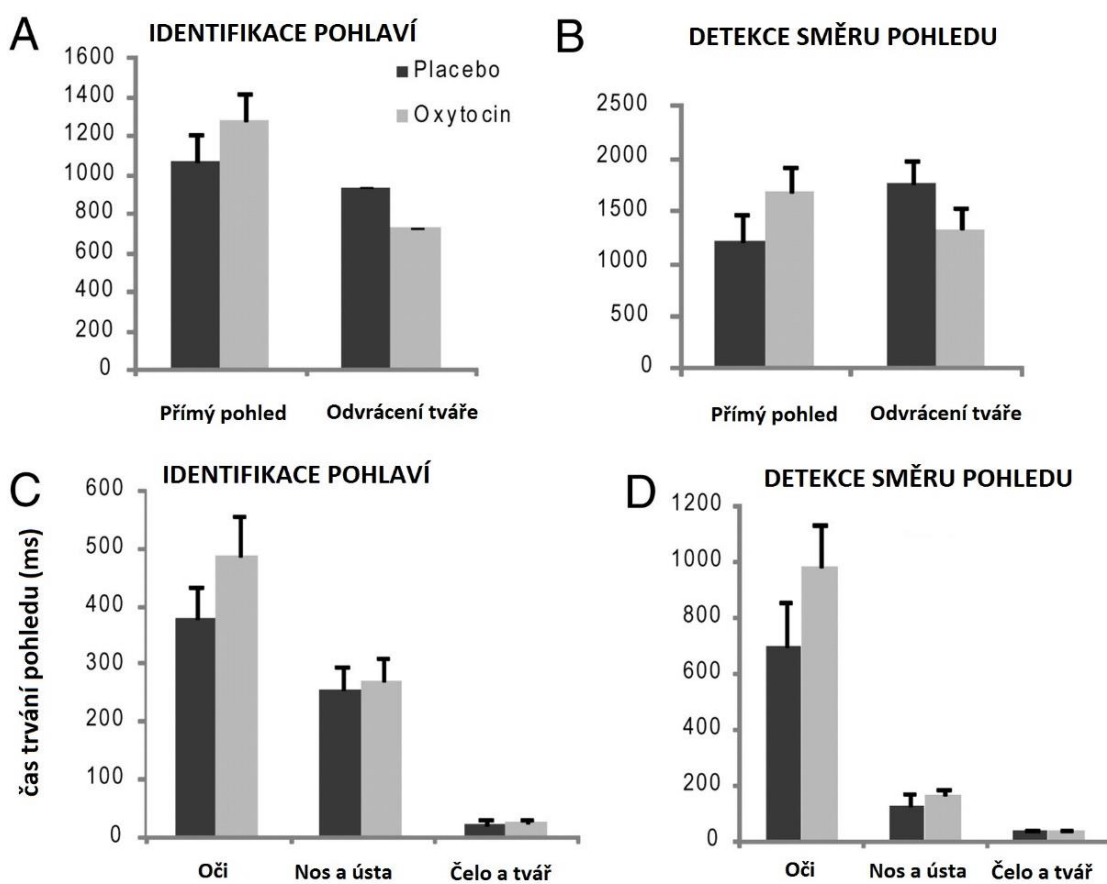 A
IDENTIFIKACE POHLAVÍ
1600
1400
1200
1000
800
600
400
200
0
Placebo
Oxytocin
Přímý pohled
Odvrácení tváře
B
DETEKCE SMĚRU POHLEDU
2500
2000
1500
1000
500
0
Přímý pohled
Odvrácení tváře
C
IDENTIFIKACE POHLAVÍ
čas trvání pohledu (ms)
600
500
400
300
200
100
0
Oči
Nos a ústa
Čelo a tvář
D
DETEKCE SMĚRU POHLEDU
1200
1000
800
600
400
200
0
Oči
Nos a ústa
Čelo a tvář